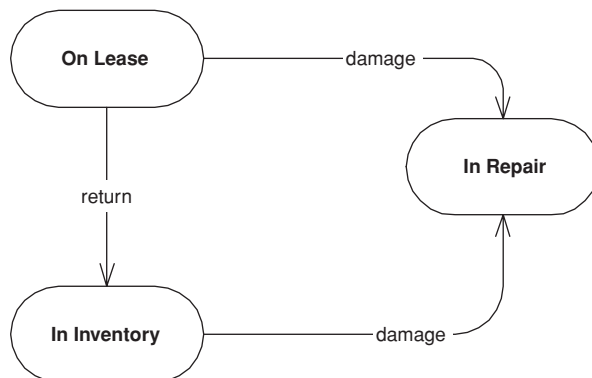 On Lease
damage
In Repair
return
In Inventory
damage